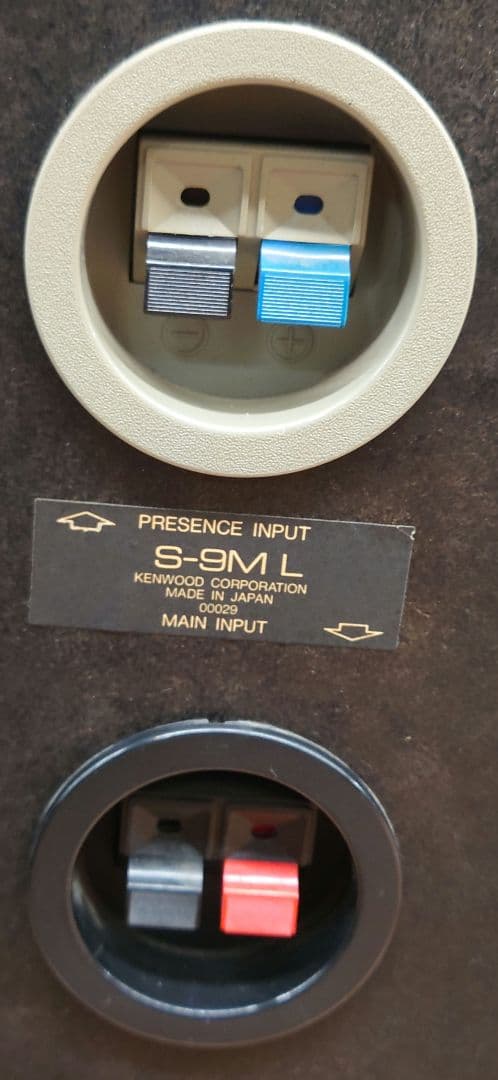 − +
PRESENCE INPUT
S-9M L
KENWOOD CORPORATION
MADE IN JAPAN
00029
MAIN INPUT